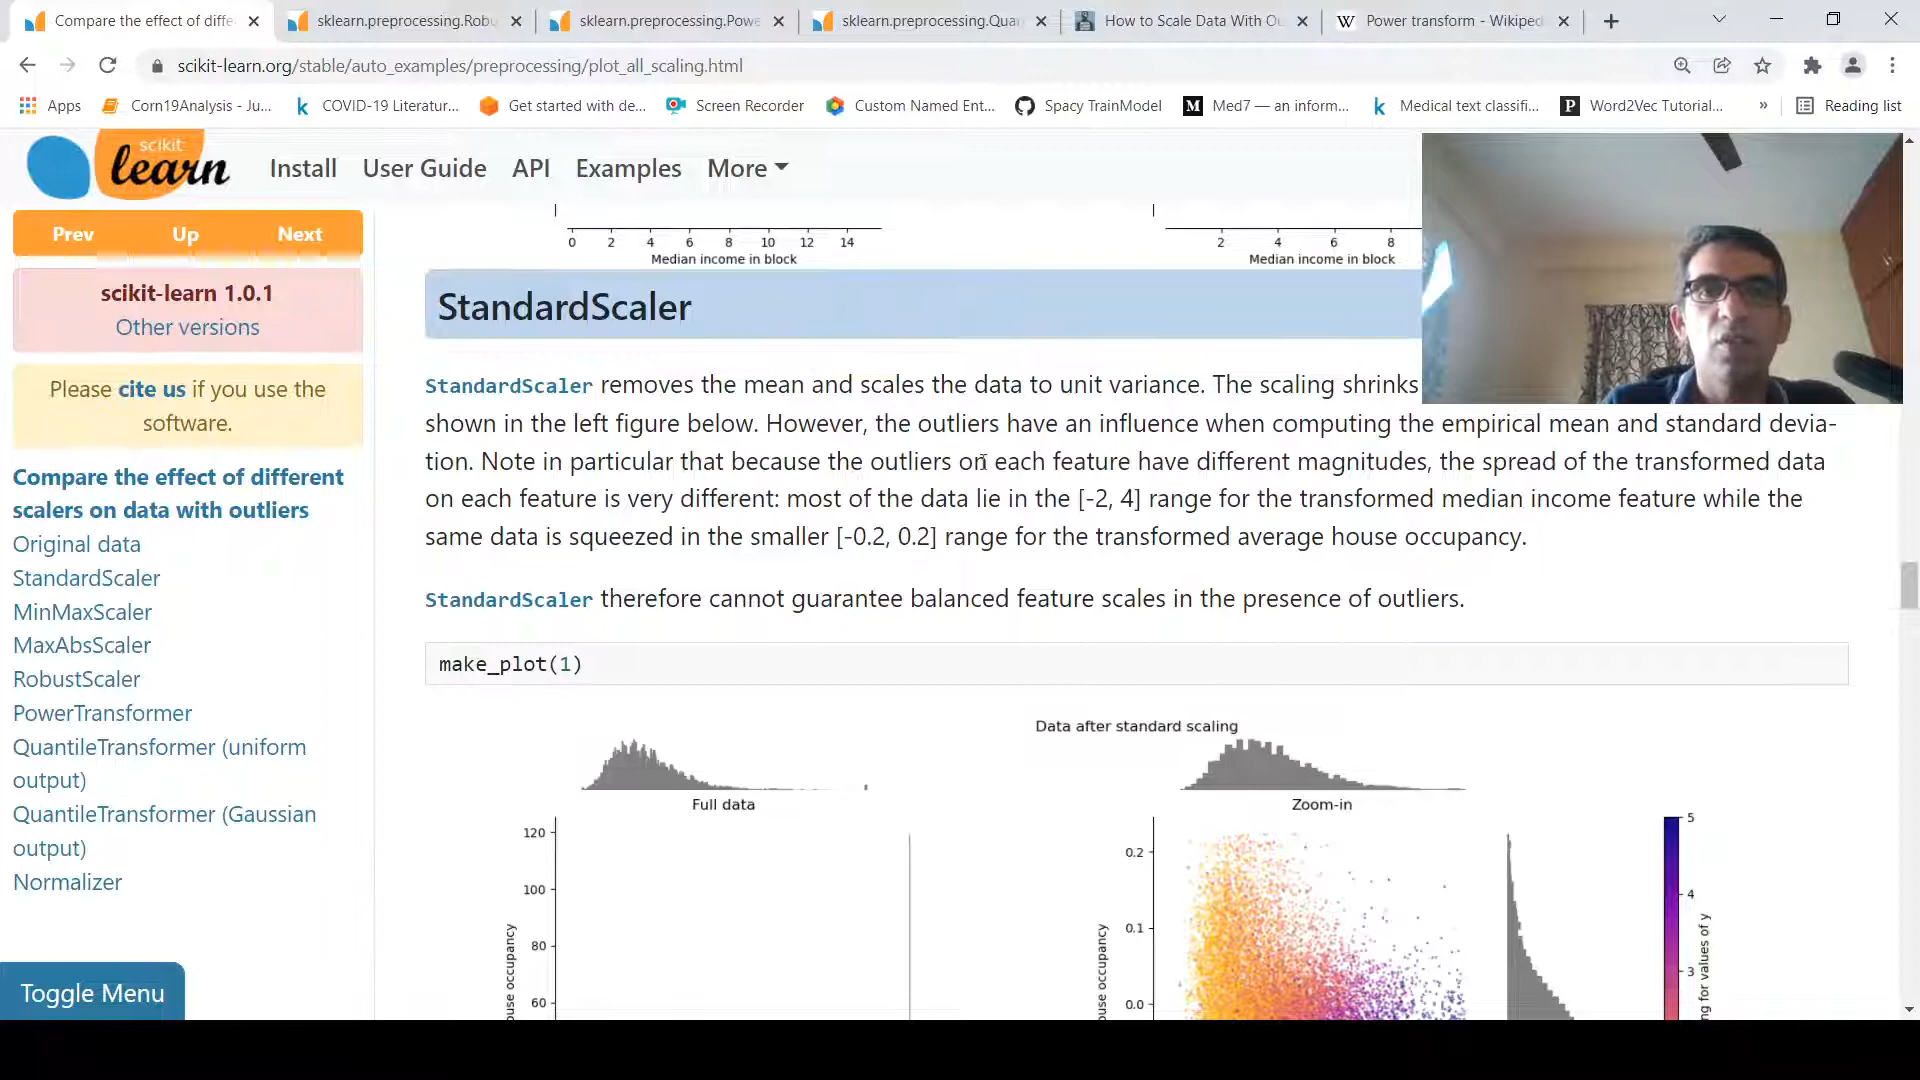 Compare the effect of diffe
sklearn.preprocessing.Robu
sklearn.preprocessing.Powe
sklearn.preprocessing.Quan
How to Scale Data With Ou
Power transform - Wikiped
scikit-learn.org/stable/auto_examples/preprocessing/plot_all_scaling.html
Apps
Corn19Analysis - Ju...
COVID-19 Literatur...
Get started with de...
Screen Recorder
Custom Named Ent...
Spacy TrainModel
Med7 — an inform...
Medical text classifi...
Word2Vec Tutorial...
»
Reading list
scikit
learn
Install
User Guide
API
Examples
More
Prev
Up
Next
scikit-learn 1.0.1
Other versions
Please cite us if you use the
software.
Compare the effect of different
scalers on data with outliers
Original data
StandardScaler
MinMaxScaler
MaxAbsScaler
RobustScaler
PowerTransformer
QuantileTransformer (uniform
output)
QuantileTransformer (Gaussian
output)
Normalizer
Toggle Menu
0 2 4 6 8 10 12 14
Median income in block
2 4 6 8
Median income in block
StandardScaler
StandardScaler removes the mean and scales the data to unit variance. The scaling shrinks
shown in the left figure below. However, the outliers have an influence when computing the empirical mean and standard devia-
tion. Note in particular that because the outliers on each feature have different magnitudes, the spread of the transformed data
on each feature is very different: most of the data lie in the [-2, 4] range for the transformed median income feature while the
same data is squeezed in the smaller [-0.2, 0.2] range for the transformed average house occupancy.
StandardScaler therefore cannot guarantee balanced feature scales in the presence of outliers.
make_plot(1)
Data after standard scaling
Full data
120
100
80
60
use occupancy
Zoom-in
0.2
0.1
0.0
use occupancy
5
4
3
ng for values of y